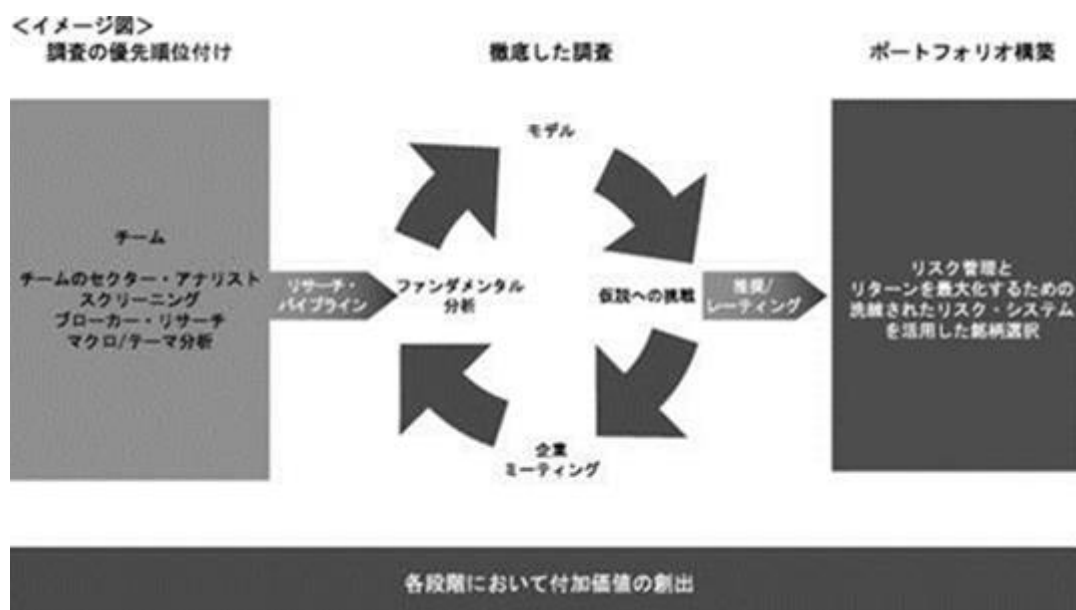 ＜イメージ図＞
調査の優先順位付け
徹底した調査
ポートフォリオ構築
チーム
チームのセクター・アナリスト
スクリーニング
ブローカー・リサーチ
マクロ/テーマ分析
リサーチ・
パイプライン
モデル
ファンダメンタル
分析
仮説への挑戦
企業
ミーティング
推奨/
レーティング
リスク管理と
リターンを最大化するための
洗練されたリスク・システム
を活用した銘柄選択
各段階において付加価値の創出